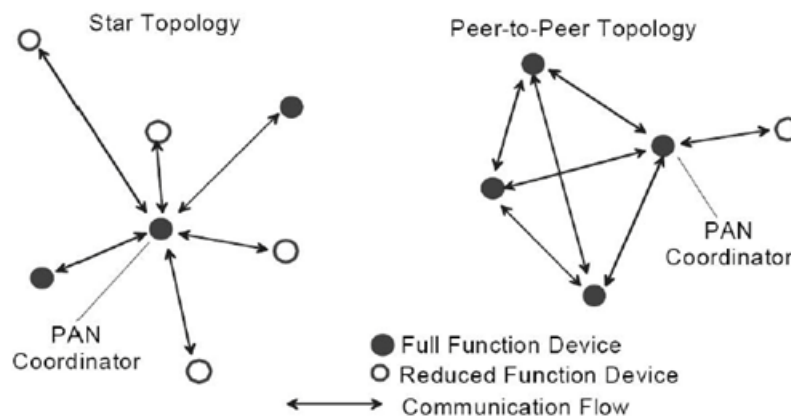 Star Topology
Peer-to-Peer Topology
PAN
Coordinator
PAN
Coordinator
Full Function Device
Reduced Function Device
Communication Flow